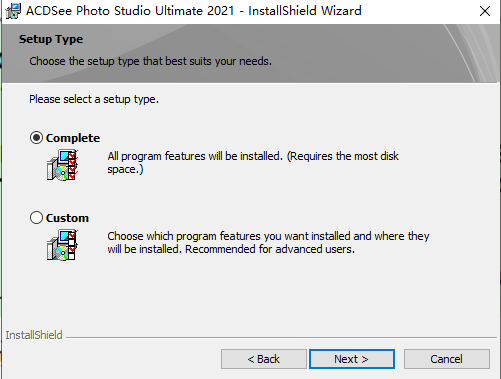 ACDSee Photo Studio Ultimate 2021 - InstallShield Wizard
Setup Type
Choose the setup type that best suits your needs.
Please select a setup type.
Complete
All program features will be installed. (Requires the most disk
space.)
Custom
Choose which program features you want installed and where they
will be installed. Recommended for advanced users.
InstallShield
< Back
Next >
Cancel